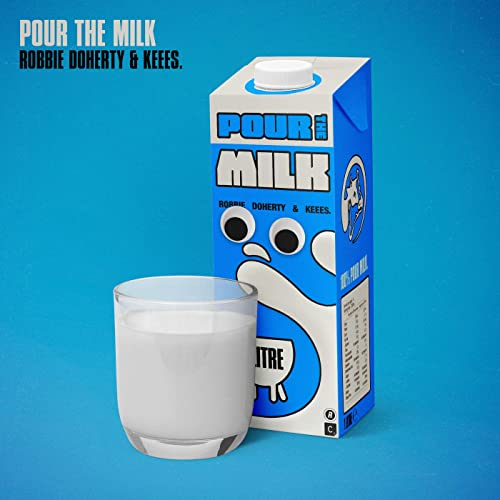 POUR THE MILK
ROBBIE DOHERTY & KEEES.
POUR THE
MILK
ROBBIE DOHERTY & KEEES.
100% POUR MILK.
LITRE
R
C.